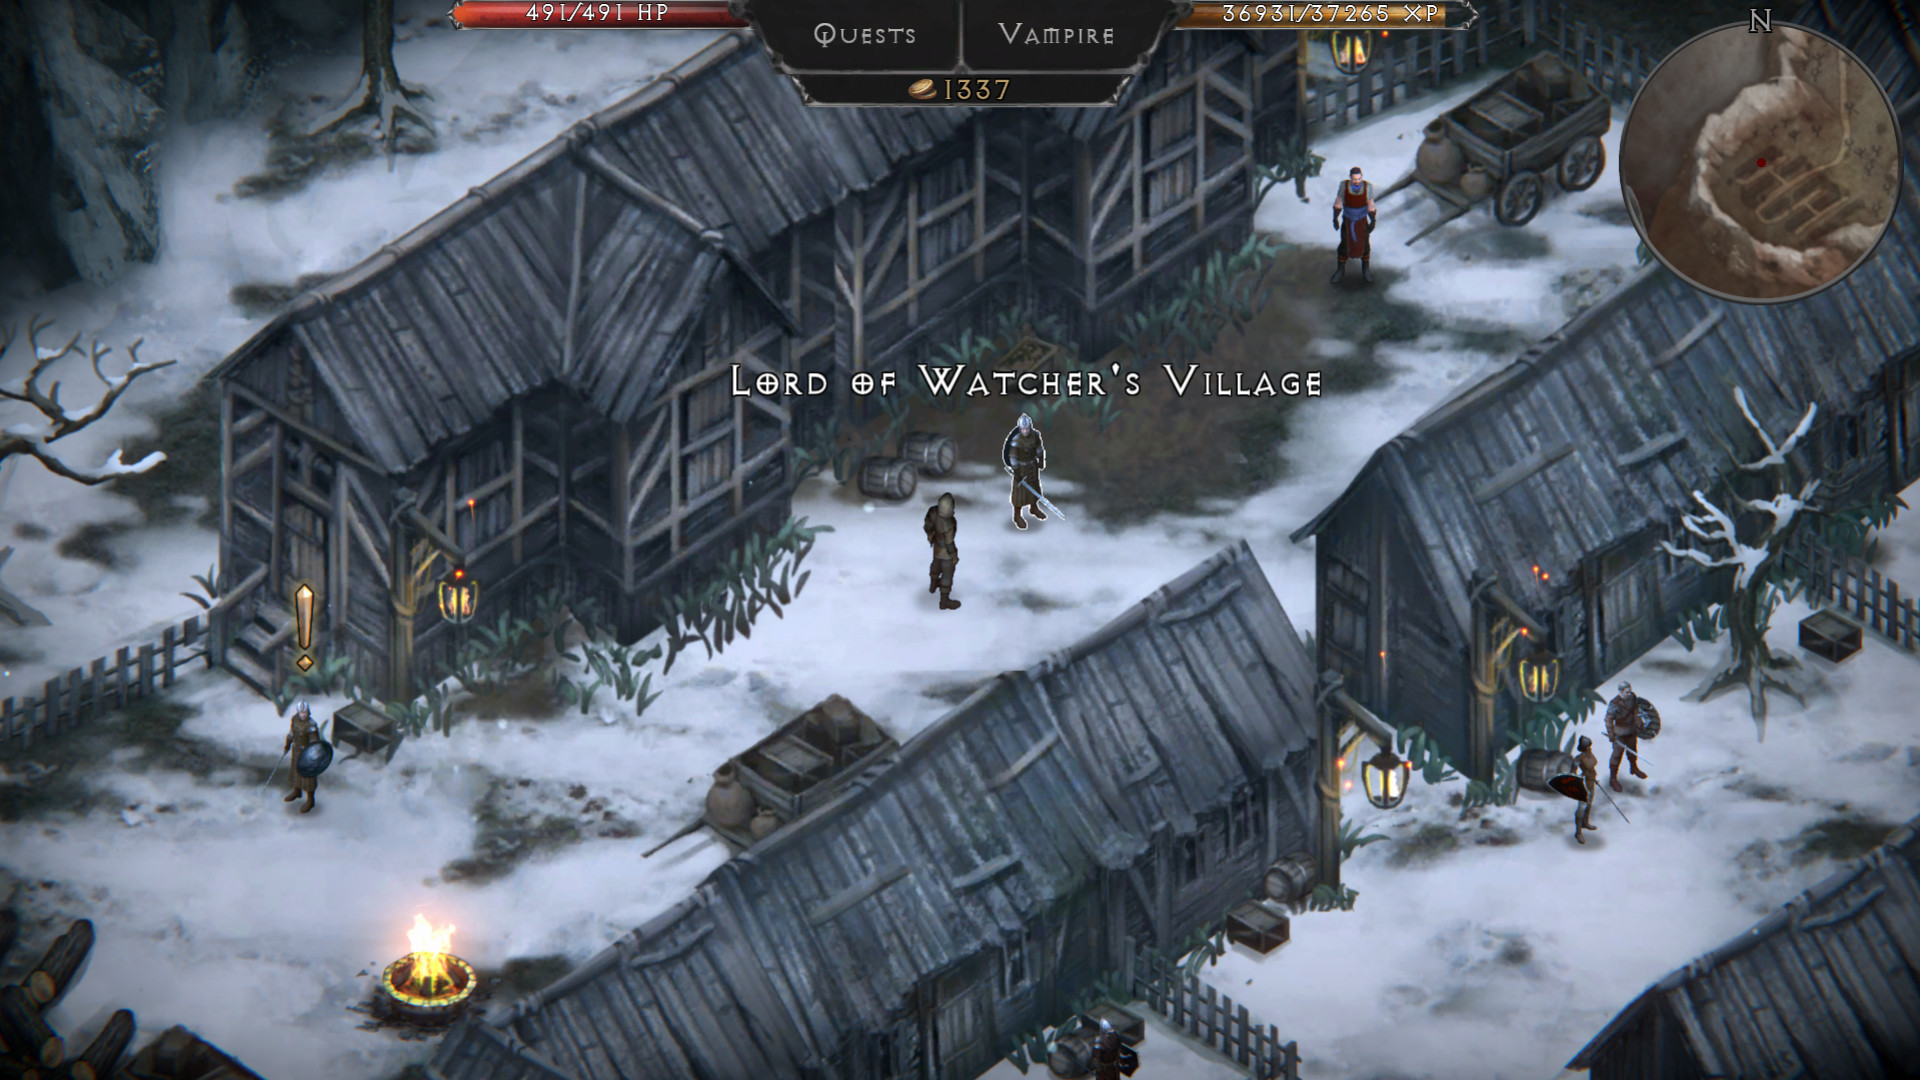 491/491 HP
36931/37265 XP
N
Quests
Vampire
1337
Lord of Watcher's Village